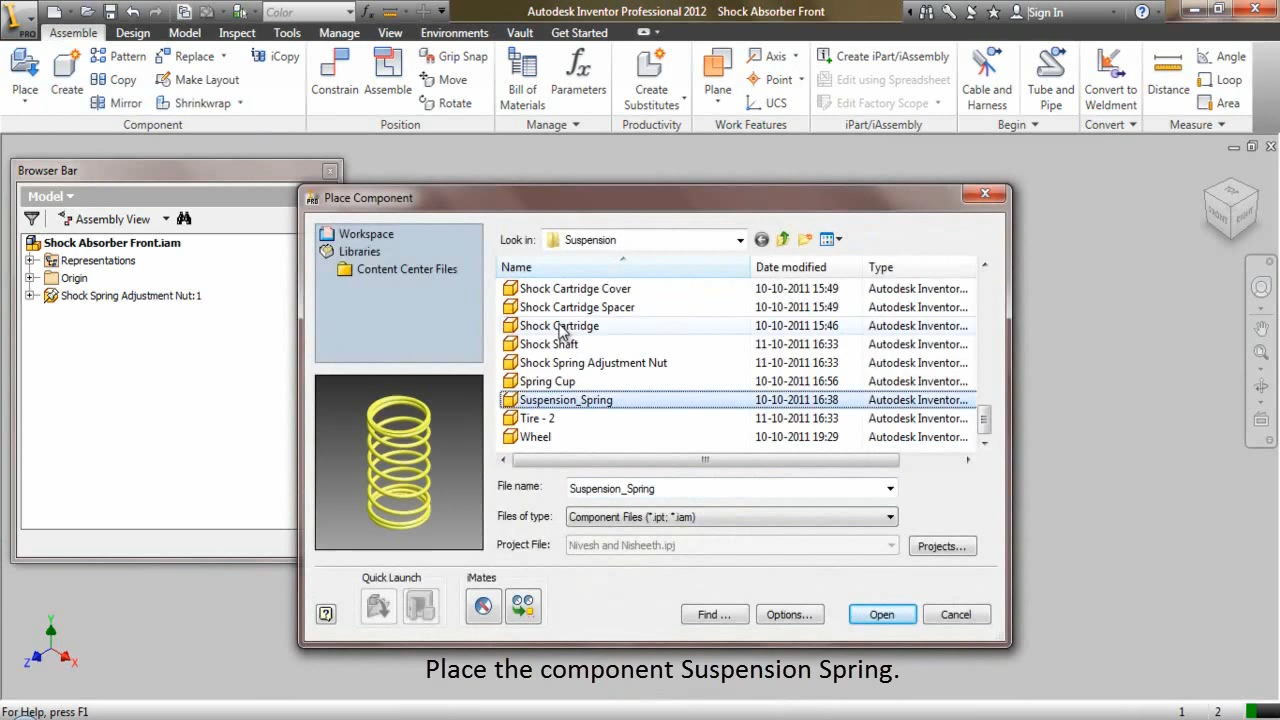 PRO
Color
Autodesk Inventor Professional 2012 Shock Absorber Front
Sign In
Assemble Design Model Inspect Tools Manage View Environments Vault Get Started
Place
Create
Pattern
Copy
Mirror
Replace
Make Layout
Shrinkwrap
iCopy
Component
Constrain
Assemble
Grip Snap
Move
Rotate
Position
Bill of
Materials
Parameters
Manage
Create
Substitutes
Productivity
Plane
Axis
Point
UCS
Work Features
Create iPart/iAssembly
Edit using Spreadsheet
Edit Factory Scope
iPart/iAssembly
Cable and
Harness
Tube and
Pipe
Begin
Convert to
Weldment
Convert
Distance
Angle
Loop
Area
Measure
Browser Bar
Model
Assembly View
Shock Absorber Front.iam
Representations
Origin
Shock Spring Adjustment Nut:1
TOP
FRONT
RIGHT
Place Component
Workspace
Libraries
Content Center Files
Look in: Suspension
Name Date modified Type
Shock Cartridge Cover 10-10-2011 15:49 Autodesk Inventor...
Shock Cartridge Spacer 10-10-2011 15:49 Autodesk Inventor...
Shock Cartridge 10-10-2011 15:46 Autodesk Inventor...
Shock Shaft 11-10-2011 16:33 Autodesk Inventor...
Shock Spring Adjustment Nut 11-10-2011 16:33 Autodesk Inventor...
Spring Cup 10-10-2011 16:56 Autodesk Inventor...
Suspension_Spring 10-10-2011 16:38 Autodesk Inventor...
Tire - 2 11-10-2011 16:33 Autodesk Inventor...
Wheel 10-10-2011 19:29 Autodesk Inventor...
File name: Suspension_Spring
Files of type: Component Files (*.ipt; *.iam)
Project File: Nivesh and Nisheeth.ipj Projects...
Quick Launch iMates
Find ... Options... Open Cancel
Y
Z
X
Place the component Suspension Spring.
For Help, press F1 1 2